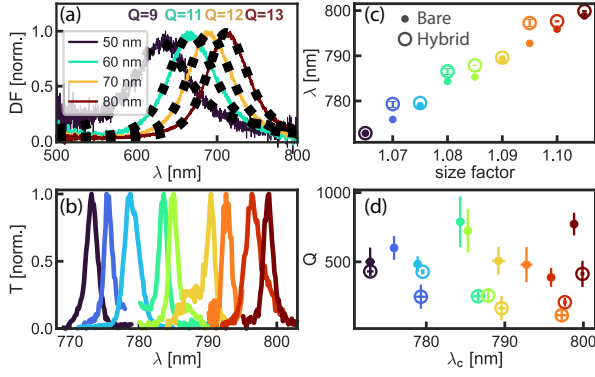 (a) Q=9 Q=11 Q=12 Q=13
DF [norm.]
1.0
0.5
0.0
50 nm
60 nm
70 nm
80 nm
500 600 700 800
λ [nm]
(b)
T [norm.]
1.0
0.5
0.0
770 780 790 800
λ [nm]
(c)
λ [nm]
800
780
Bare
Hybrid
1.07 1.08 1.09 1.10
size factor
(d)
Q
1000
500
0
780 790 800
λc [nm]